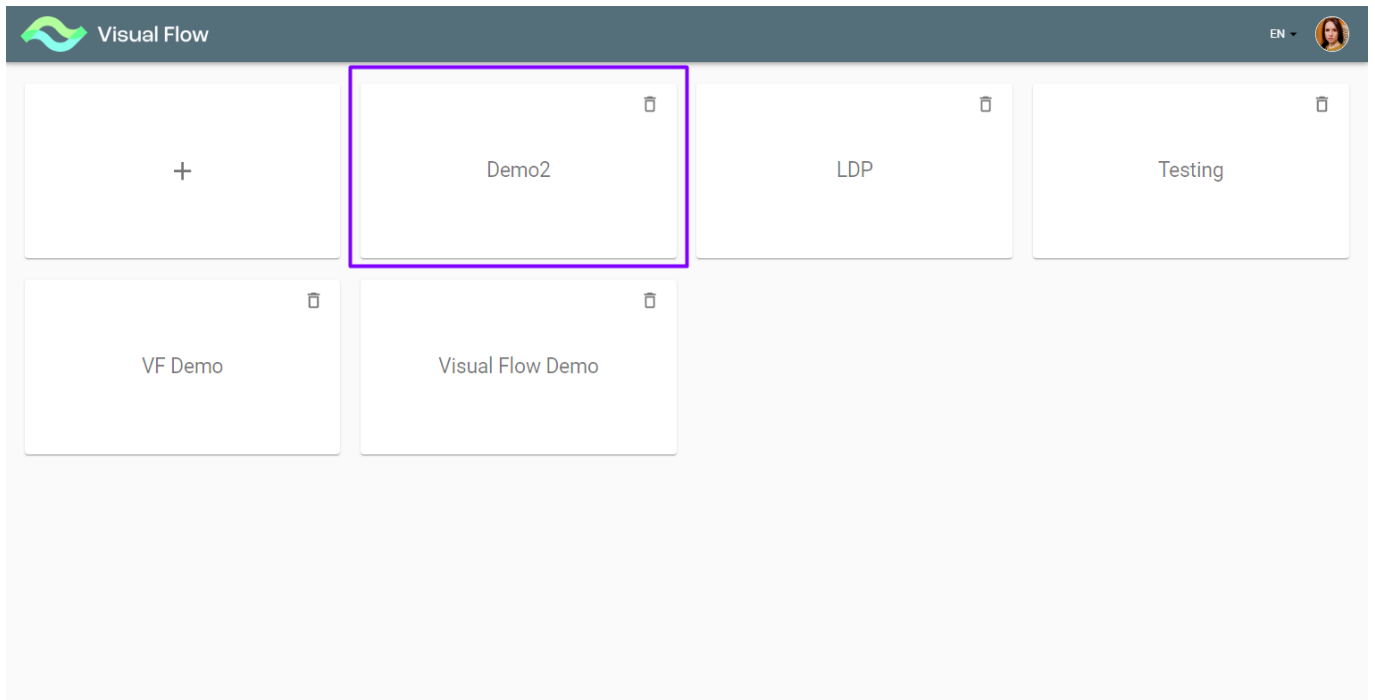 Visual Flow
EN
+
Demo2
LDP
Testing
VF Demo
Visual Flow Demo